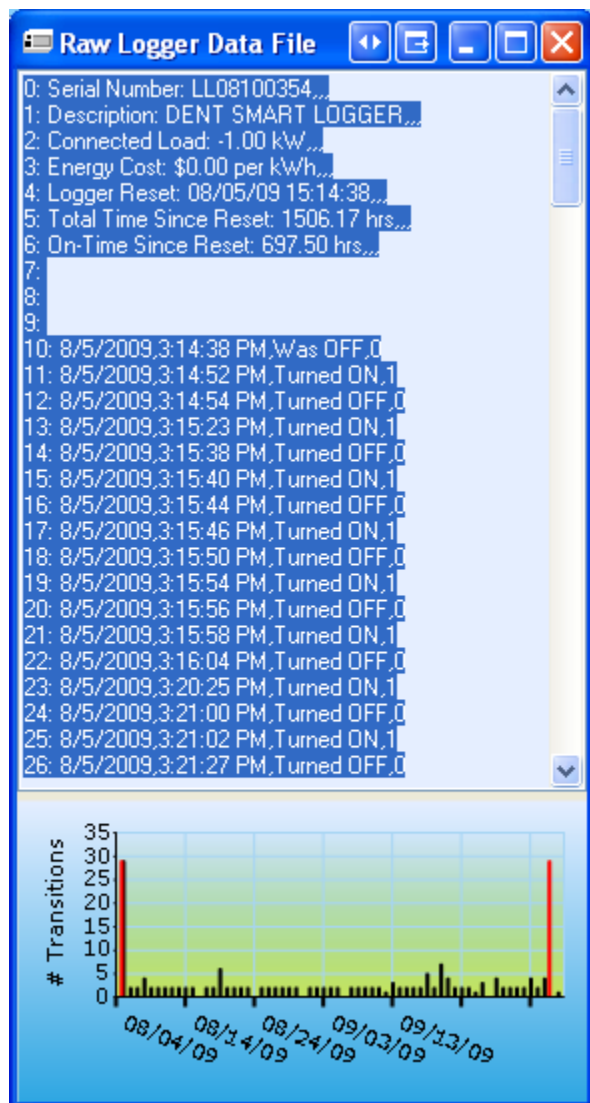 Raw Logger Data File
0: Serial Number: LL08100354,,,
1: Description: DENT SMART LOGGER,,,
2: Connected Load: -1.00 kW,,,
3: Energy Cost: $0.00 per kWh,,,
4: Logger Reset: 08/05/09 15:14:38,,,
5: Total Time Since Reset: 1506.17 hrs,,,
6: On-Time Since Reset: 697.50 hrs,,,
7:
8:
9:
10: 8/5/2009,3:14:38 PM,Was OFF,0
11: 8/5/2009,3:14:52 PM,Turned ON,1
12: 8/5/2009,3:14:54 PM,Turned OFF,0
13: 8/5/2009,3:15:23 PM,Turned ON,1
14: 8/5/2009,3:15:38 PM,Turned OFF,0
15: 8/5/2009,3:15:40 PM,Turned ON,1
16: 8/5/2009,3:15:44 PM,Turned OFF,0
17: 8/5/2009,3:15:46 PM,Turned ON,1
18: 8/5/2009,3:15:50 PM,Turned OFF,0
19: 8/5/2009,3:15:54 PM,Turned ON,1
20: 8/5/2009,3:15:56 PM,Turned OFF,0
21: 8/5/2009,3:15:58 PM,Turned ON,1
22: 8/5/2009,3:16:04 PM,Turned OFF,0
23: 8/5/2009,3:20:25 PM,Turned ON,1
24: 8/5/2009,3:21:00 PM,Turned OFF,0
25: 8/5/2009,3:21:02 PM,Turned ON,1
26: 8/5/2009,3:21:27 PM,Turned OFF,0
# Transitions
35
30
25
20
15
10
5
0
08/04/09 08/14/09 08/24/09 09/03/09 09/13/09